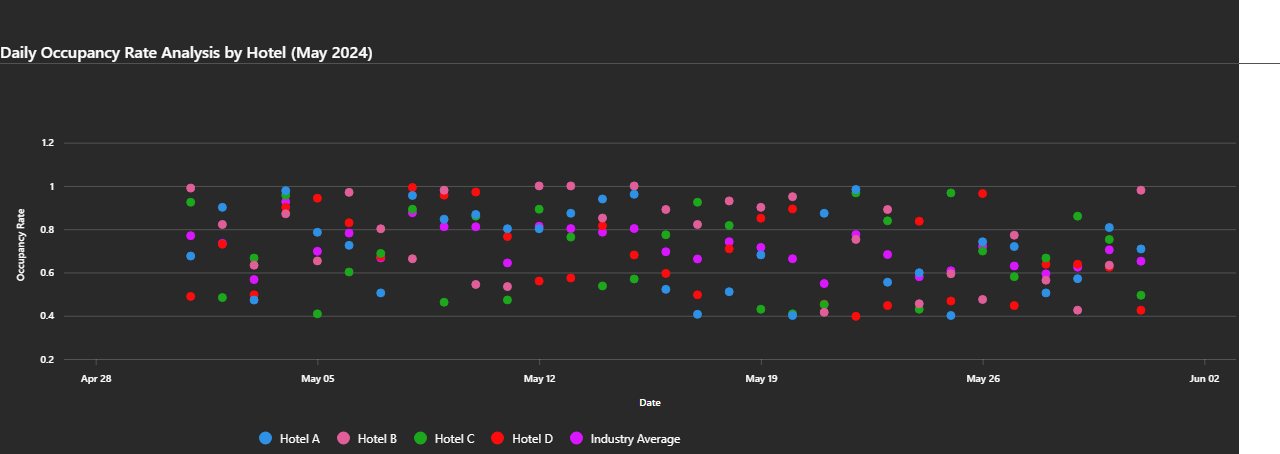 Daily Occupancy Rate Analysis by Hotel (May 2024)
1.2
1
0.8
0.6
0.4
0.2
Occupancy Rate
Apr 28 May 05 May 12 May 19 May 26 Jun 02
Date
Hotel A Hotel B Hotel C Hotel D Industry Average